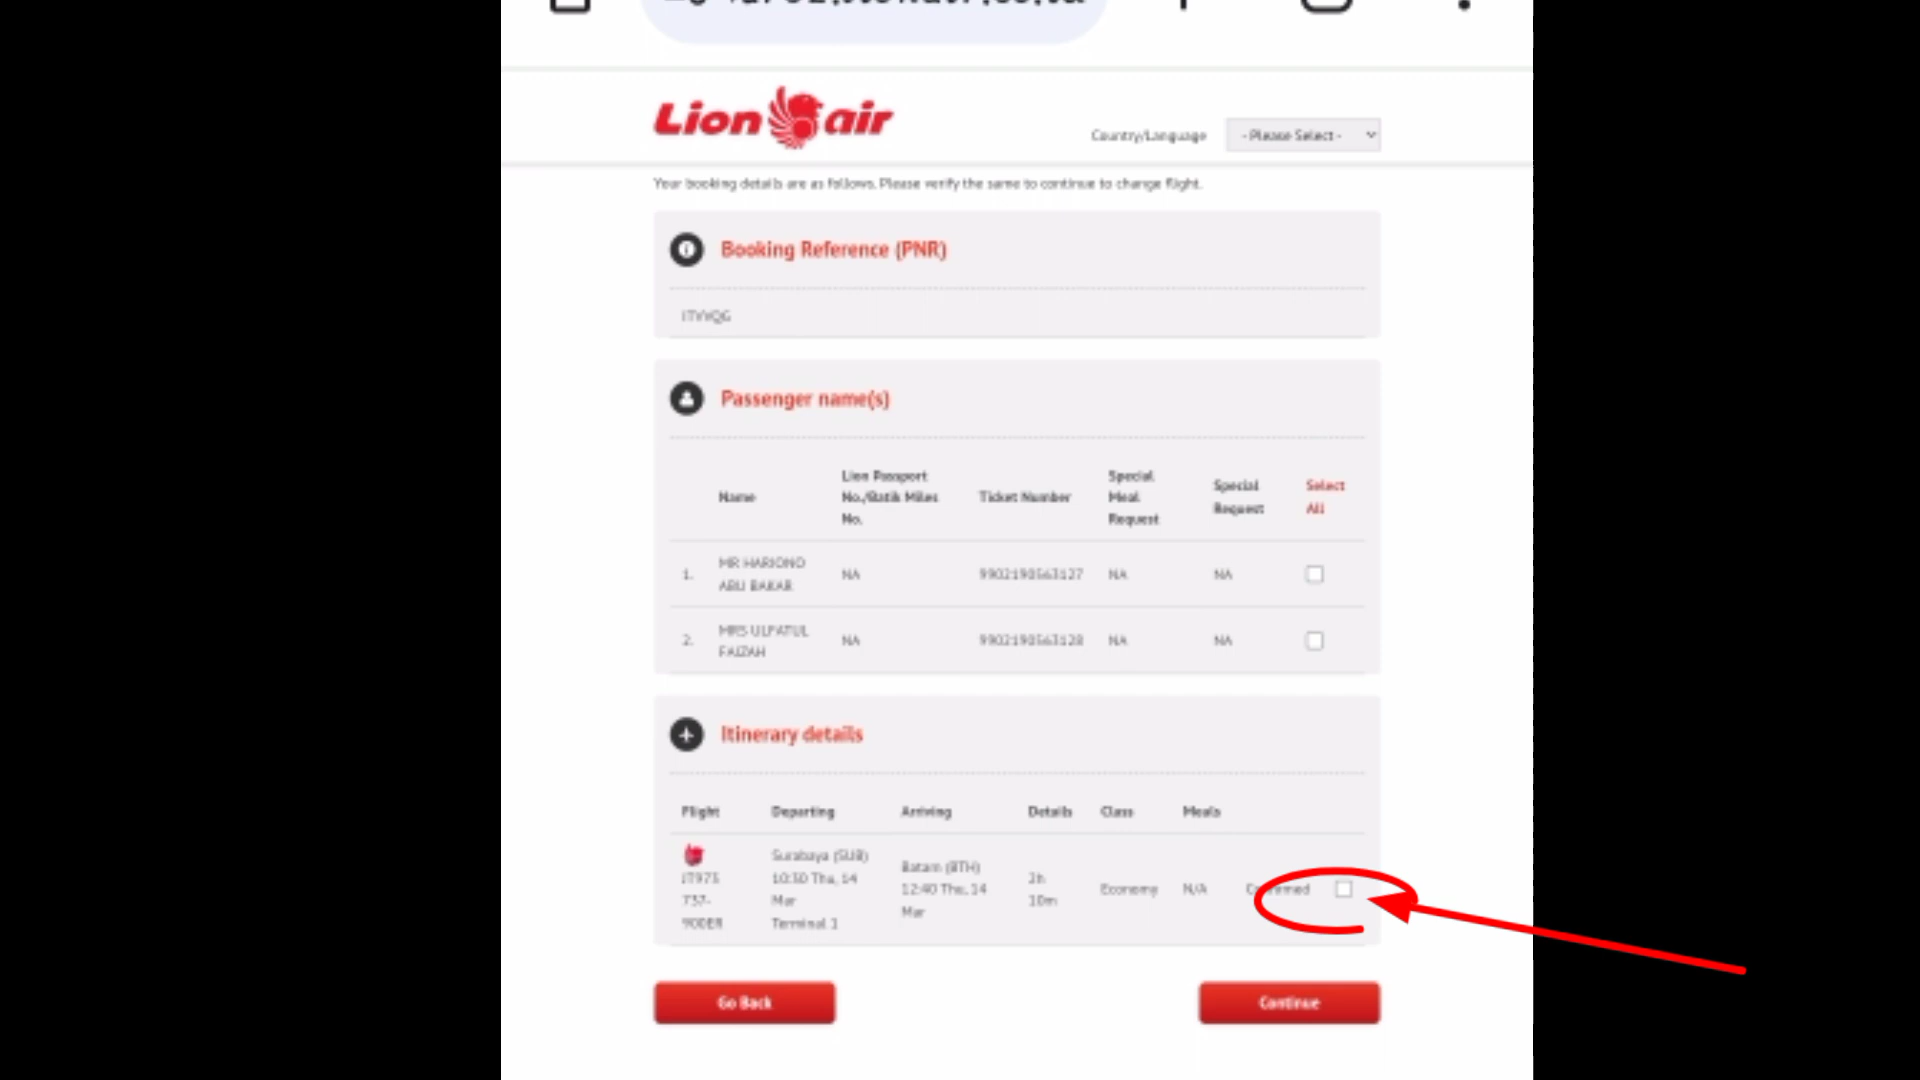 Lion air
Country/Language
- Please Select -
Your booking details are as follows. Please verify the same to continue to change flight.
Booking Reference (PNR)
Passenger name(s)
Name
Lion Passport
No./Batik Miles
No.
Ticket Number
Special
Meal
Request
Special
Request
Select
All
1.
MR HARIONO
ABU BAKAR
NA
9902190563127
NA
NA
2.
MRS ULFATUL
FAIZAH
NA
9902190563128
NA
NA
Itinerary details
Flight
Departing
Arriving
Details
Class
Meals
JT973
737-
900ER
Surabaya (SUB)
10:30 Thu, 14
Mar
Terminal 1
Batam (BTH)
12:40 Thu, 14
Mar
2h
10m
Economy
N/A
Confirmed
Go Back
Continue